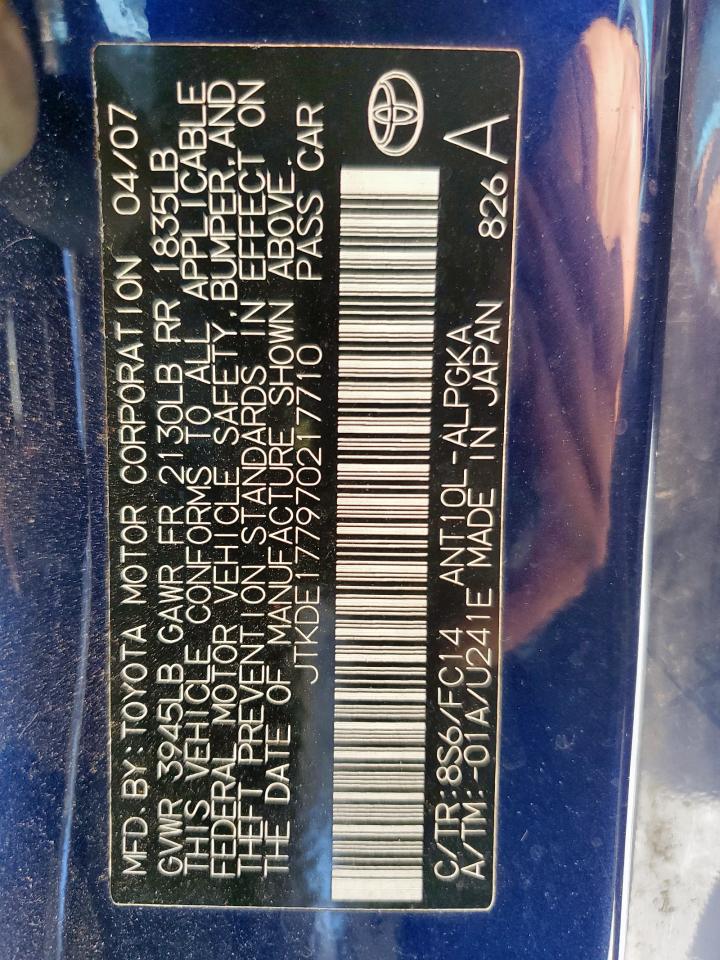 MFD. BY: TOYOTA MOTOR CORPORATION 04/07
GVWR 3945LB GAWR FR 2130LB RR 1835LB
THIS VEHICLE CONFORMS TO ALL APPLICABLE
FEDERAL MOTOR VEHICLE SAFETY, BUMPER, AND
THEFT PREVENTION STANDARDS IN EFFECT ON
THE DATE OF MANUFACTURE SHOWN ABOVE.
JTKDE177970217710 PASS CAR
C/TR: 8S6/FC14 ANT10L-ALPGKA 826 A
A/TM: -01A/U241E MADE IN JAPAN